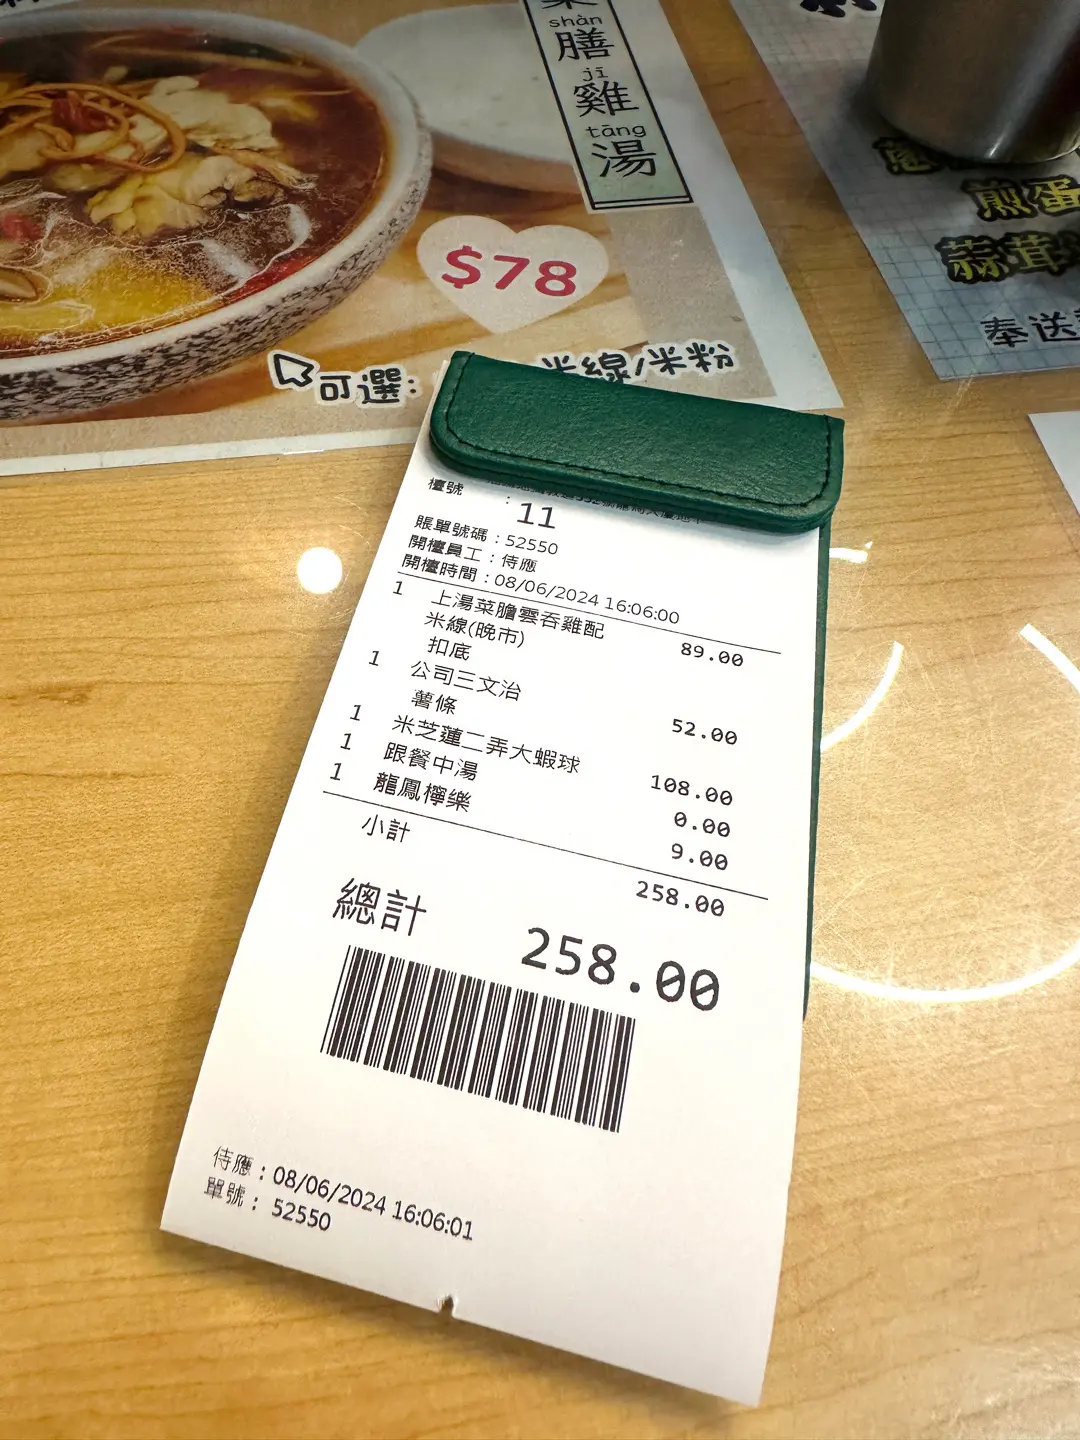 shàn
膳
jī
雞
tāng
湯
$78
可選: 米線/米粉
煎蛋
蒜茸
奉送
檯號 : 11
賬單號碼 : 52550
開檯員工 : 侍應
開檯時間 : 08/06/2024 16:06:00
1 上湯菜膽雲吞雞配 89.00
米線(晚市)
扣底
1 公司三文治 52.00
薯條
1 米芝蓮二弄大蝦球 108.00
1 跟餐中湯 0.00
1 龍鳳檸樂 9.00
小計 258.00
總計 258.00
侍應 : 08/06/2024 16:06:01
單號 : 52550